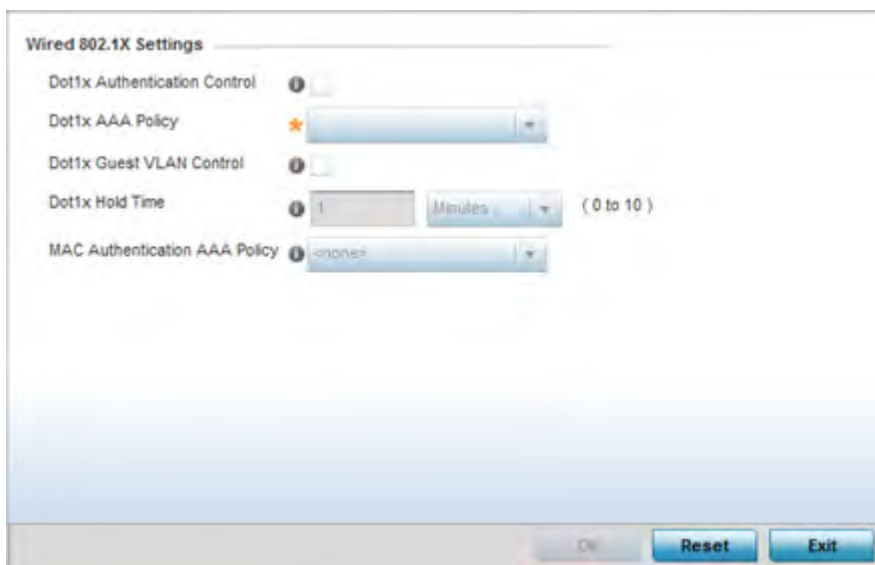 Wired 802.1X Settings
Dot1x Authentication Control
Dot1x AAA Policy
Dot1x Guest VLAN Control
Dot1x Hold Time 1 Minutes ( 0 to 10 )
MAC Authentication AAA Policy <none>
Reset Exit